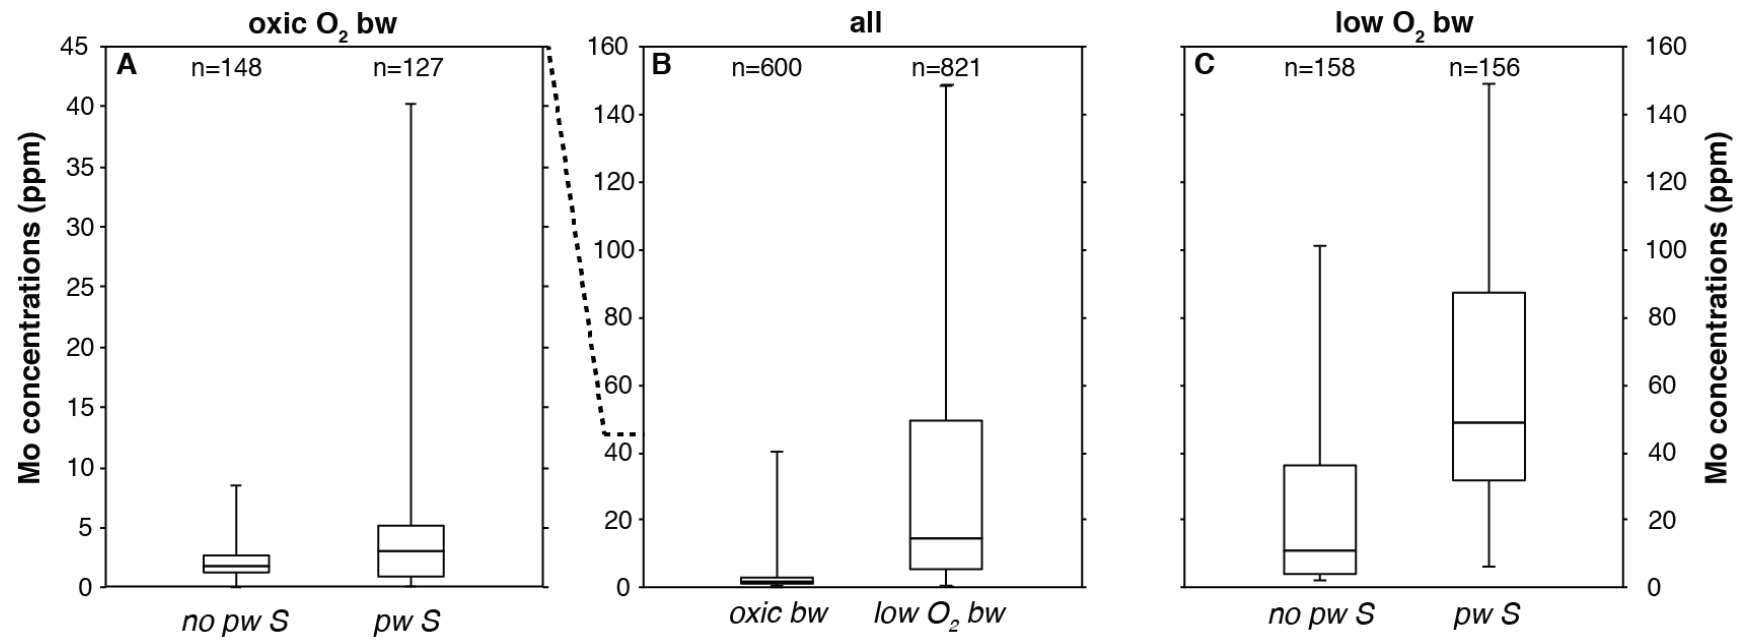 oxic O₂ bw
all
low O₂ bw
A
n=148
n=127
B
n=600
n=821
C
n=158
n=156
Mo concentrations (ppm)
45
40
35
30
25
20
15
10
5
0
no pw S
pw S
160
140
120
100
80
60
40
20
0
oxic bw
low O₂ bw
no pw S
pw S
160
140
120
100
80
60
40
20
0
Mo concentrations (ppm)